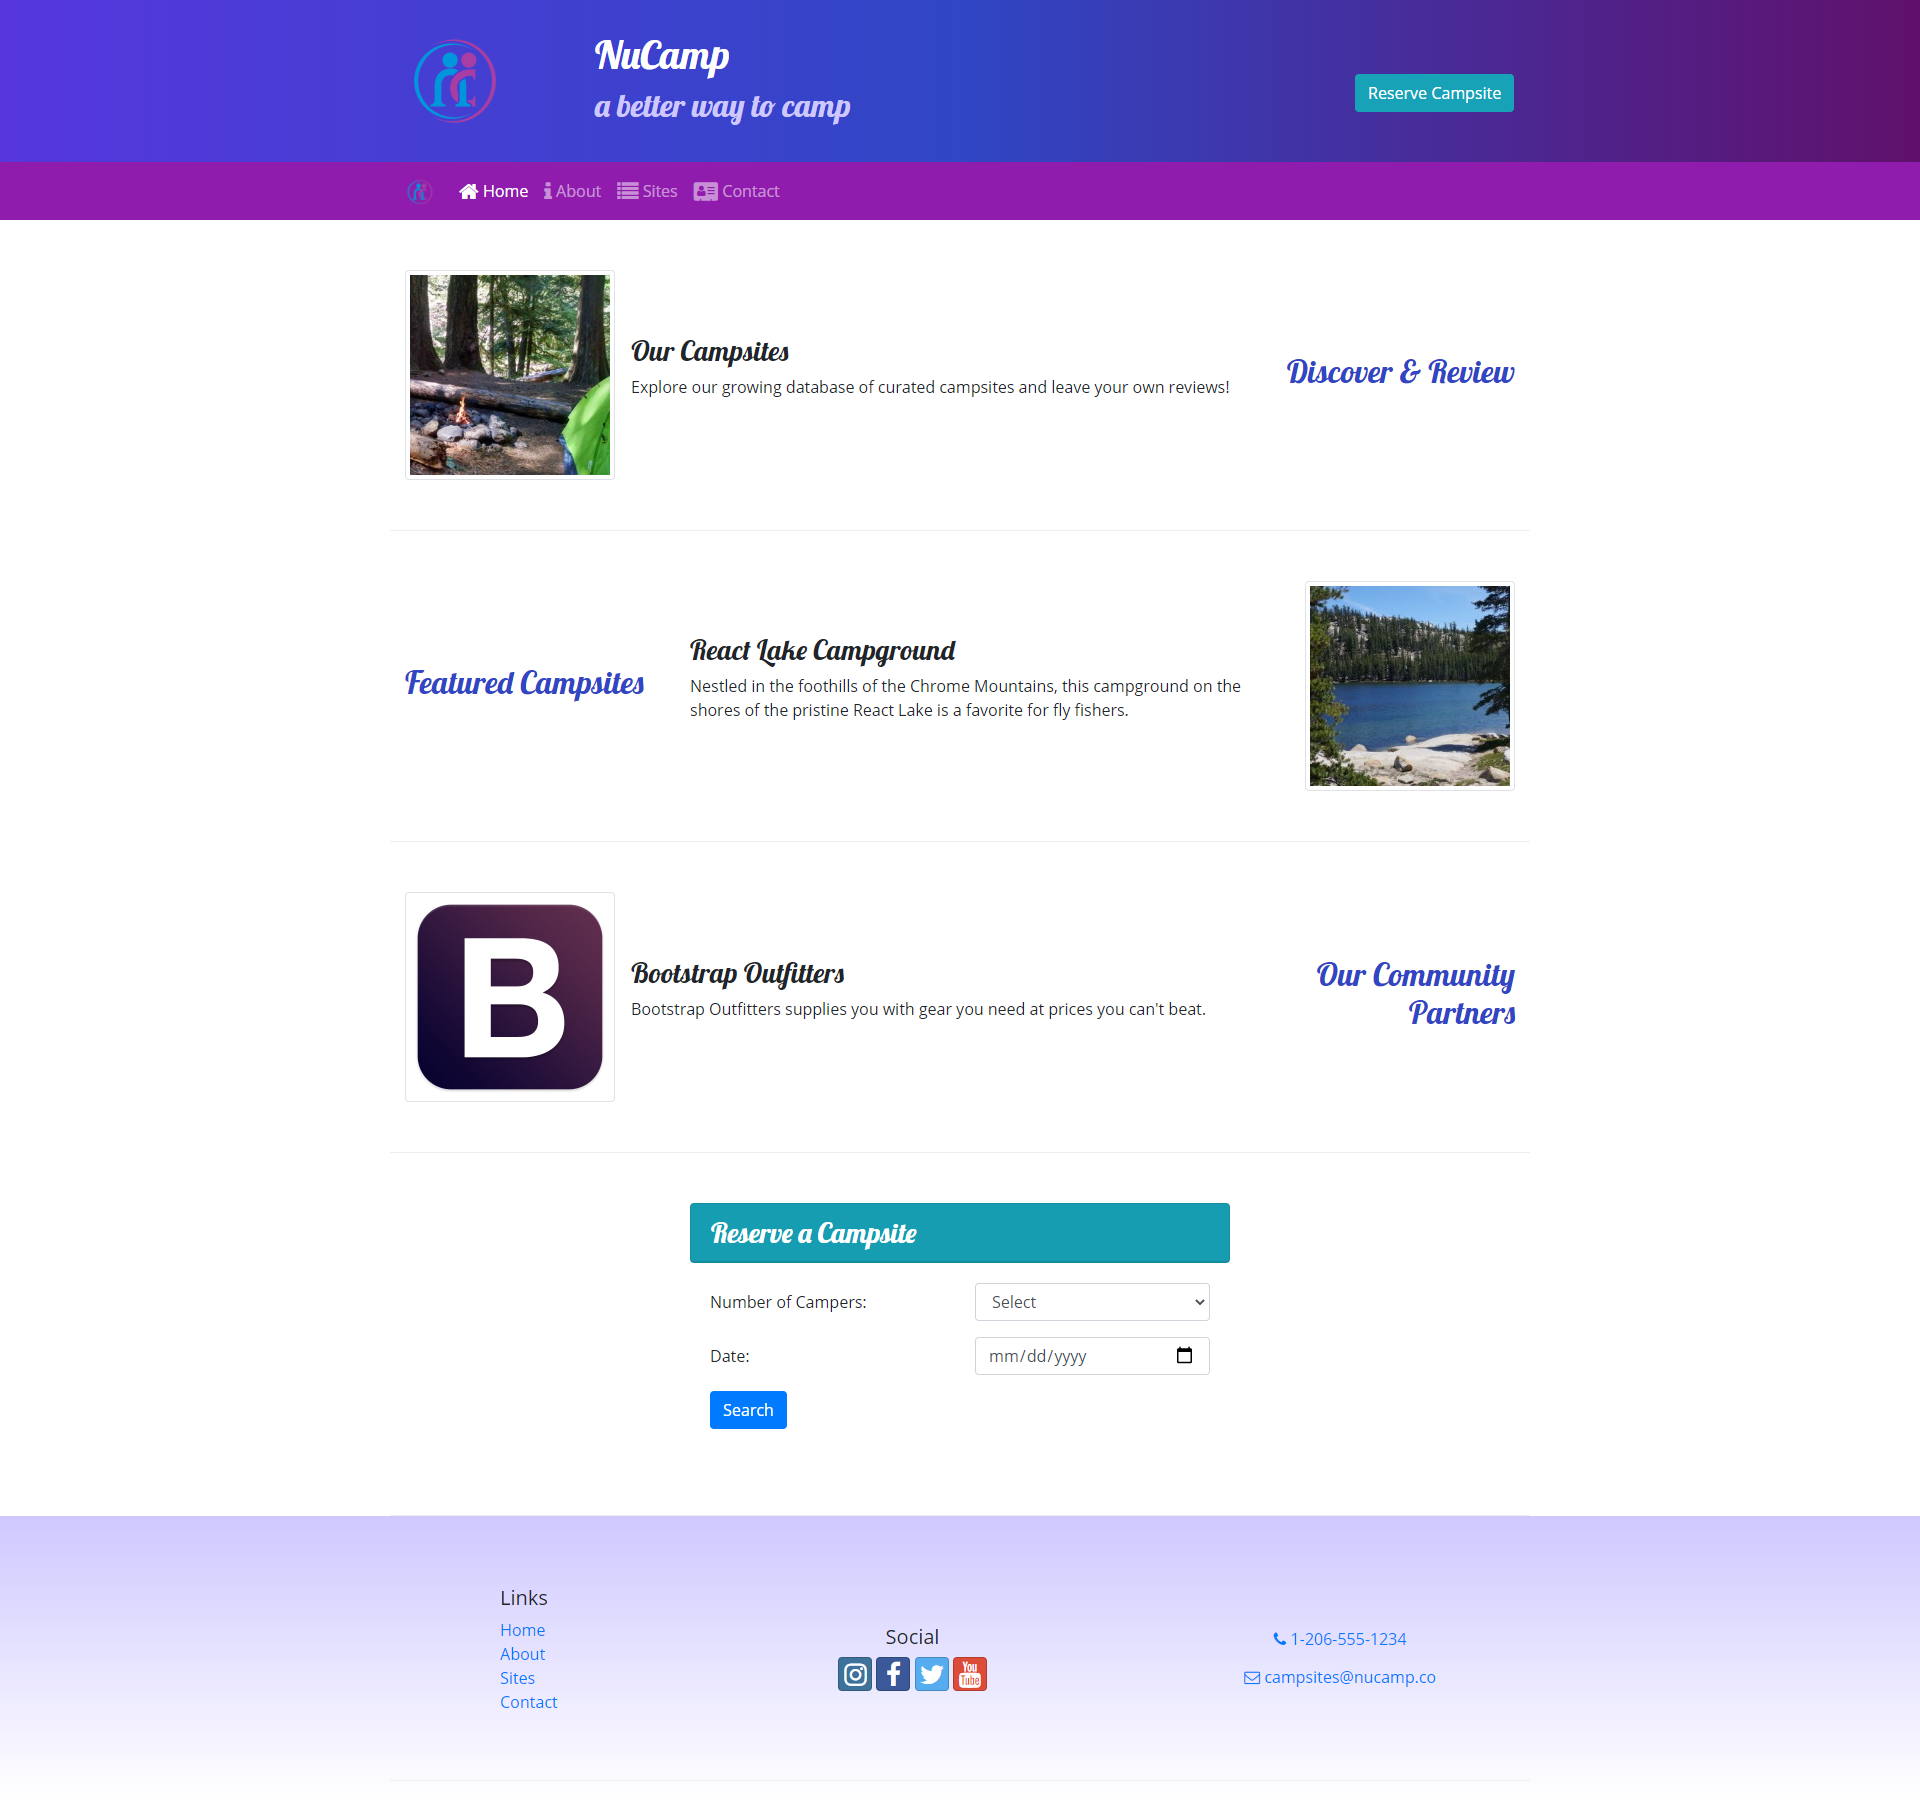 NuCamp
a better way to camp
Reserve Campsite
Home About Sites Contact
Our Campsites
Explore our growing database of curated campsites and leave your own reviews!
Discover & Review
Featured Campsites
React Lake Campground
Nestled in the foothills of the Chrome Mountains, this campground on the
shores of the pristine React Lake is a favorite for fly fishers.
B
Bootstrap Outfitters
Bootstrap Outfitters supplies you with gear you need at prices you can't beat.
Our Community
Partners
Reserve a Campsite
Number of Campers: Select
Date: mm/dd/yyyy
Search
Links
Home
About
Sites
Contact
Social
You
Tube
1-206-555-1234
campsites@nucamp.co